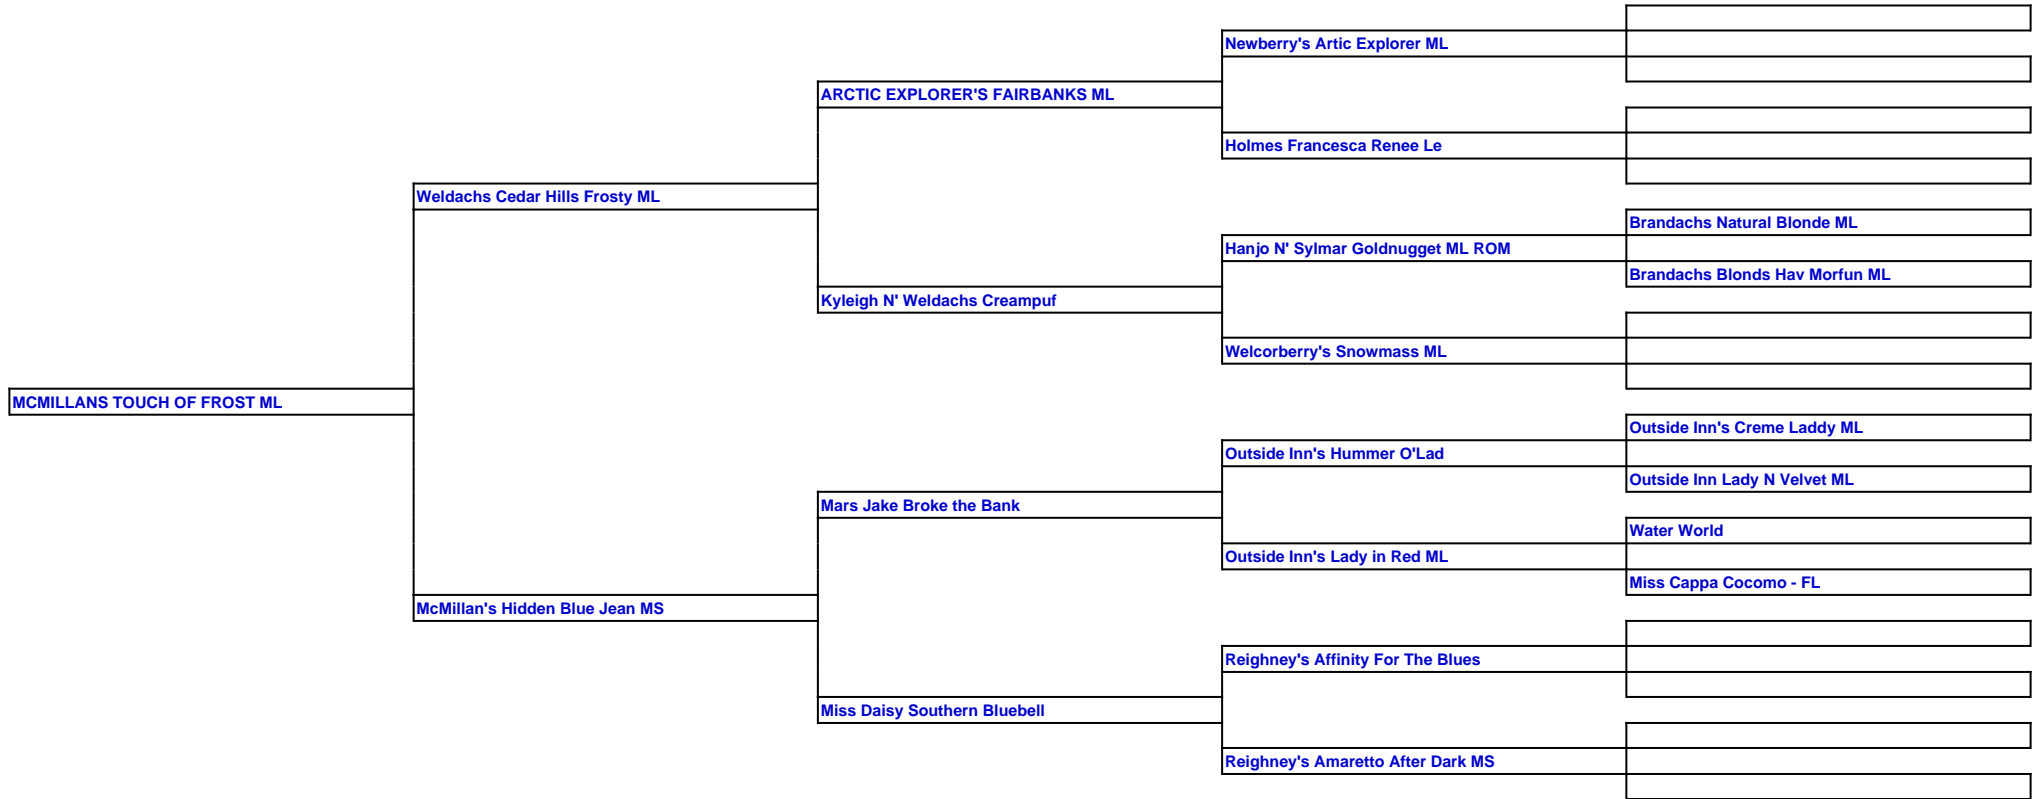 Newberry's Artic Explorer ML
ARCTIC EXPLORER'S FAIRBANKS ML
Holmes Francesca Renee Le
Weldachs Cedar Hills Frosty ML
Brandachs Natural Blonde ML
Hanjo N' Sylmar Goldnugget ML ROM
Brandachs Blonds Hav Morfun ML
Kyleigh N' Weldachs Creampuf
Welcorberry's Snowmass ML
MCMILLANS TOUCH OF FROST ML
Outside Inn's Creme Laddy ML
Outside Inn's Hummer O'Lad
Outside Inn Lady N Velvet ML
Mars Jake Broke the Bank
Water World
Outside Inn's Lady in Red ML
Miss Cappa Cocomo - FL
McMillan's Hidden Blue Jean MS
Reighney's Affinity For The Blues
Miss Daisy Southern Bluebell
Reighney's Amaretto After Dark MS